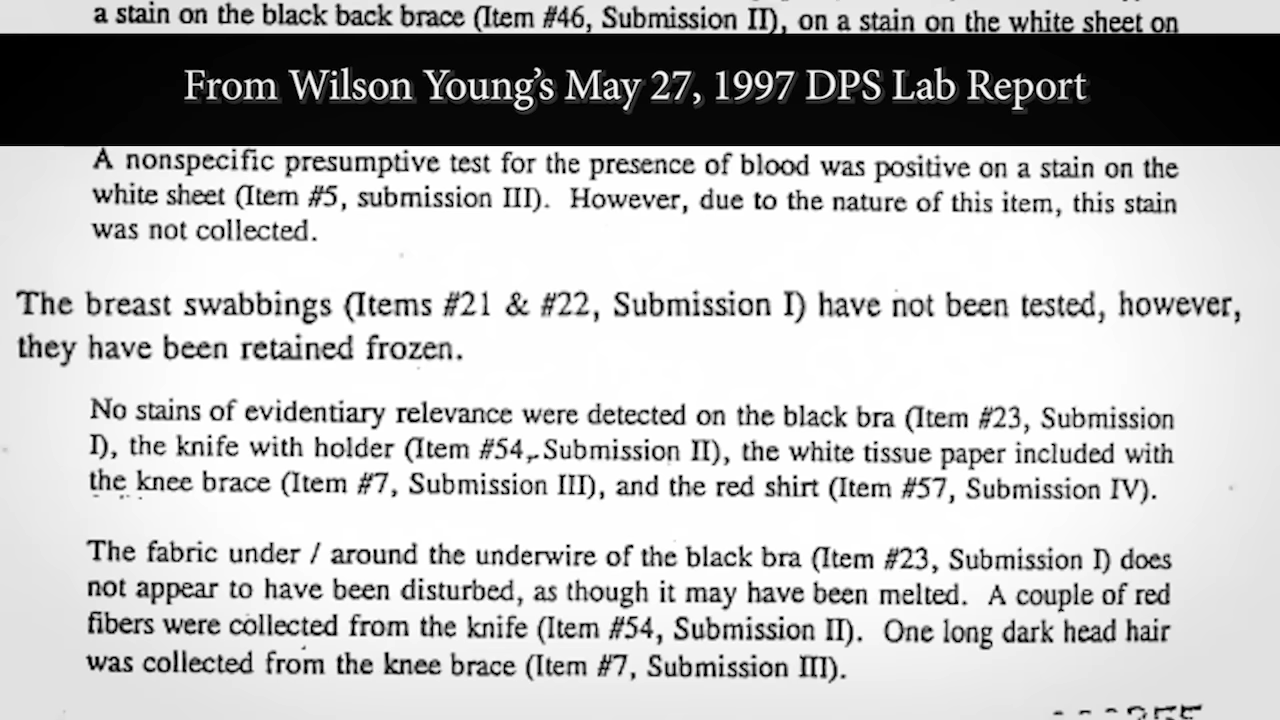 a stain on the black back brace (Item #46, Submission II), on a stain on the white sheet on
From Wilson Young's May 27, 1997 DPS Lab Report
A nonspecific presumptive test for the presence of blood was positive on a stain on the
white sheet (Item #5, submission III). However, due to the nature of this item, this stain
was not collected.
The breast swabbings (Items #21 & #22, Submission I) have not been tested, however,
they have been retained frozen.
No stains of evidentiary relevance were detected on the black bra (Item #23, Submission
I), the knife with holder (Item #54, Submission II), the white tissue paper included with
the knee brace (Item #7, Submission III), and the red shirt (Item #57, Submission IV).
The fabric under / around the underwire of the black bra (Item #23, Submission I) does
not appear to have been disturbed, as though it may have been melted. A couple of red
fibers were collected from the knife (Item #54, Submission II). One long dark head hair
was collected from the knee brace (Item #7, Submission III).